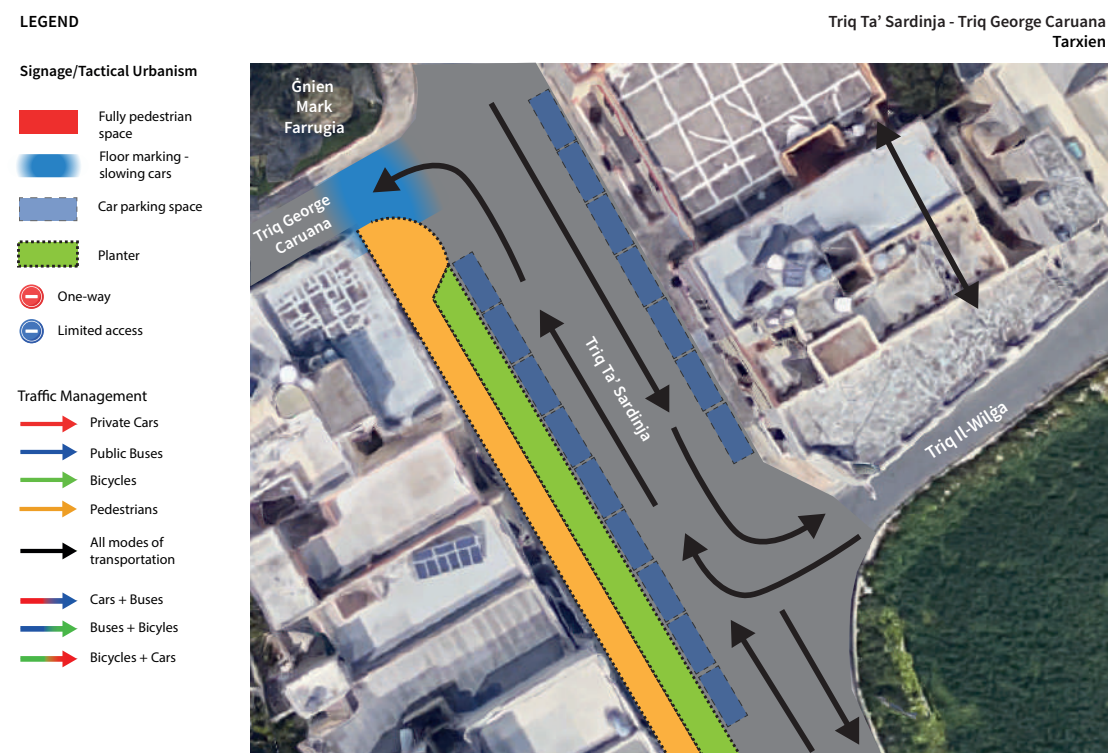 LEGEND
Triq Ta’ Sardinja - Triq George Caruana
Tarxien
Signage/Tactical Urbanism
Fully pedestrian
space
Floor marking -
slowing cars
Car parking space
Planter
One-way
Limited access
Traffic Management
Private Cars
Public Buses
Bicycles
Pedestrians
All modes of
transportation
Cars + Buses
Buses + Bicyles
Bicycles + Cars
Ġnien
Mark
Farrugia
Triq George
Caruana
Triq Ta’ Sardinja
Triq Il-Wilġa